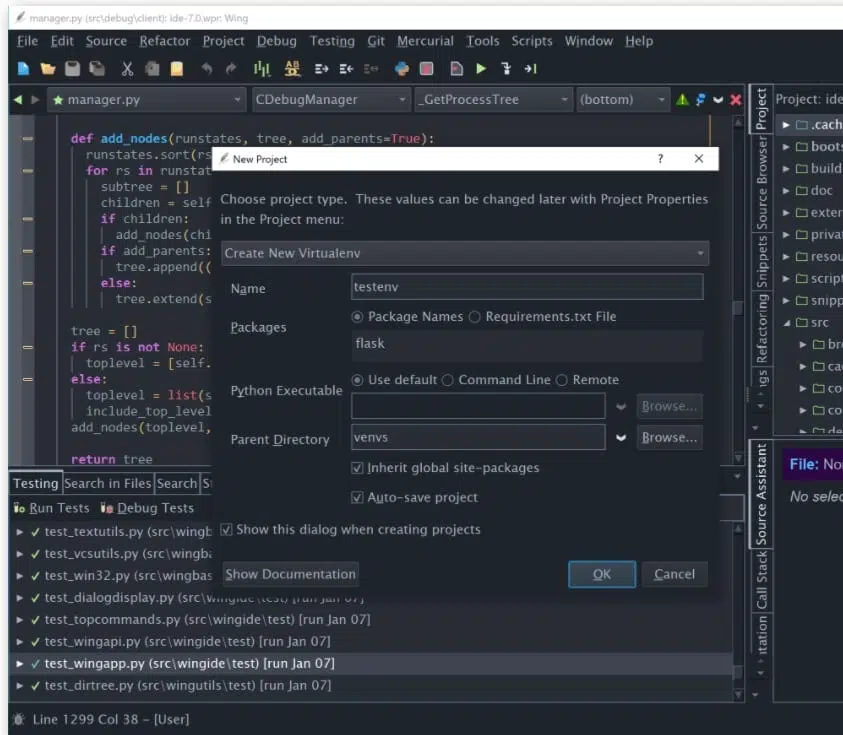 manager.py (src\debug\client): ide-7.0.wpr: Wing
File Edit Source Refactor Project Debug Testing Git Mercurial Tools Scripts Window Help
manager.py CDebugManager _GetProcessTree (bottom)
Project: ide
Project
Source Browser
Snippets
Refactoring
.cach
boots
build
doc
exter
privat
resou
script
snipp
src
bro
cac
co
co
def add_nodes(runstates, tree, add_parents=True):
runstates.sort(rs
for rs in runstat
subtree = []
children = self
if children:
add_nodes(chi
if add_parents:
tree.append((
else:
tree.extend(s
tree = []
if rs is not None:
toplevel = [self.
else:
toplevel = list(s
include_top_level
add_nodes(toplevel,
return tree
New Project
?
Choose project type. These values can be changed later with Project Properties
in the Project menu:
Create New Virtualenv
Name testenv
Packages Package Names Requirements.txt File
flask
Python Executable Use default Command Line Remote
Browse...
Parent Directory venvs Browse...
Inherit global site-packages
Auto-save project
Show this dialog when creating projects
Show Documentation OK Cancel
Testing Search in Files Search
Run Tests Debug Tests
test_textutils.py (src\wingb
test_vcsutils.py (src\wingba
test_win32.py (src\wingbas
test_dialogdisplay.py (src\wingide\test) [run Jan 07]
test_topcommands.py (src\wingide\test) [run Jan 07]
test_wingapi.py (src\wingide\test) [run Jan 07]
test_wingapp.py (src\wingide\test) [run Jan 07]
test_dirtree.py (src\wingutils\test) [run Jan 07]
Source Assistant
Call Stack
File: Non
No selec
Line 1299 Col 38 – [User]